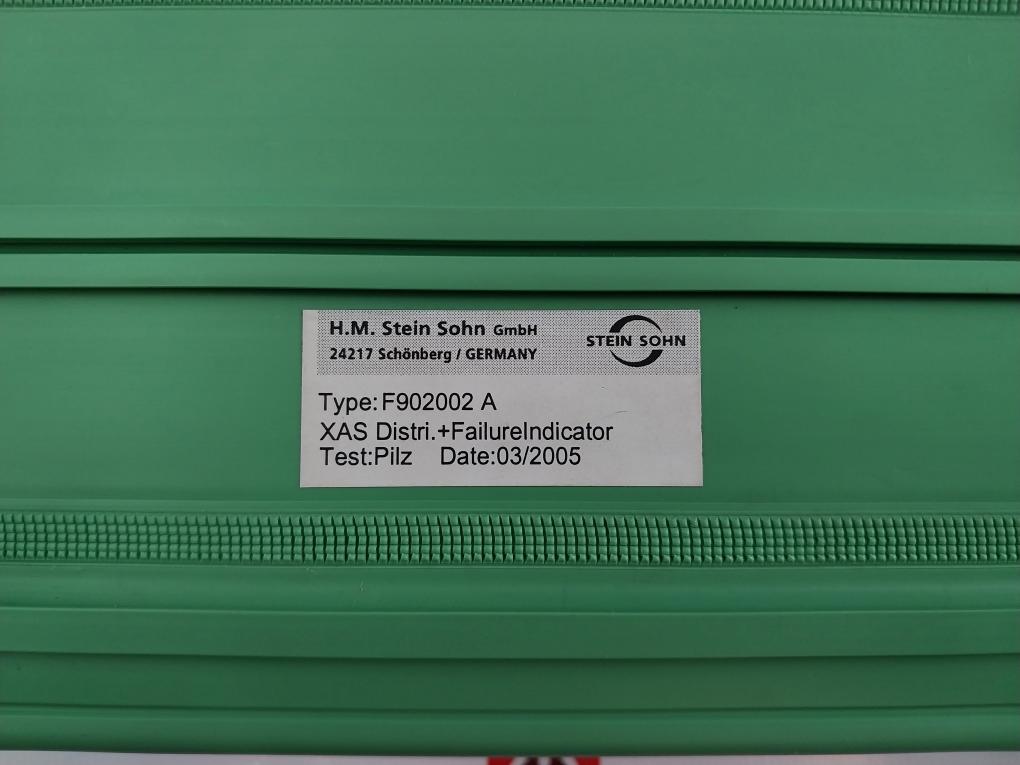 H.M. Stein Sohn GmbH
24217 Schönberg / GERMANY
STEIN SOHN
Type:F902002 A
XAS Distri.+FailureIndicator
Test:Pilz Date:03/2005